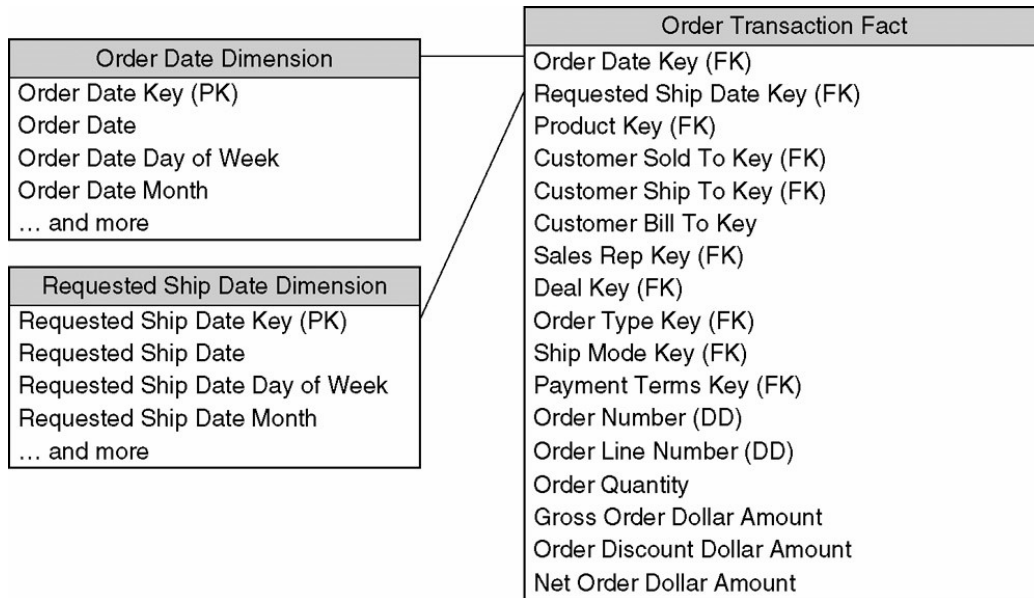 Order Date Dimension
Order Date Key (PK)
Order Date
Order Date Day of Week
Order Date Month
... and more
Requested Ship Date Dimension
Requested Ship Date Key (PK)
Requested Ship Date
Requested Ship Date Day of Week
Requested Ship Date Month
... and more
Order Transaction Fact
Order Date Key (FK)
Requested Ship Date Key (FK)
Product Key (FK)
Customer Sold To Key (FK)
Customer Ship To Key (FK)
Customer Bill To Key
Sales Rep Key (FK)
Deal Key (FK)
Order Type Key (FK)
Ship Mode Key (FK)
Payment Terms Key (FK)
Order Number (DD)
Order Line Number (DD)
Order Quantity
Gross Order Dollar Amount
Order Discount Dollar Amount
Net Order Dollar Amount